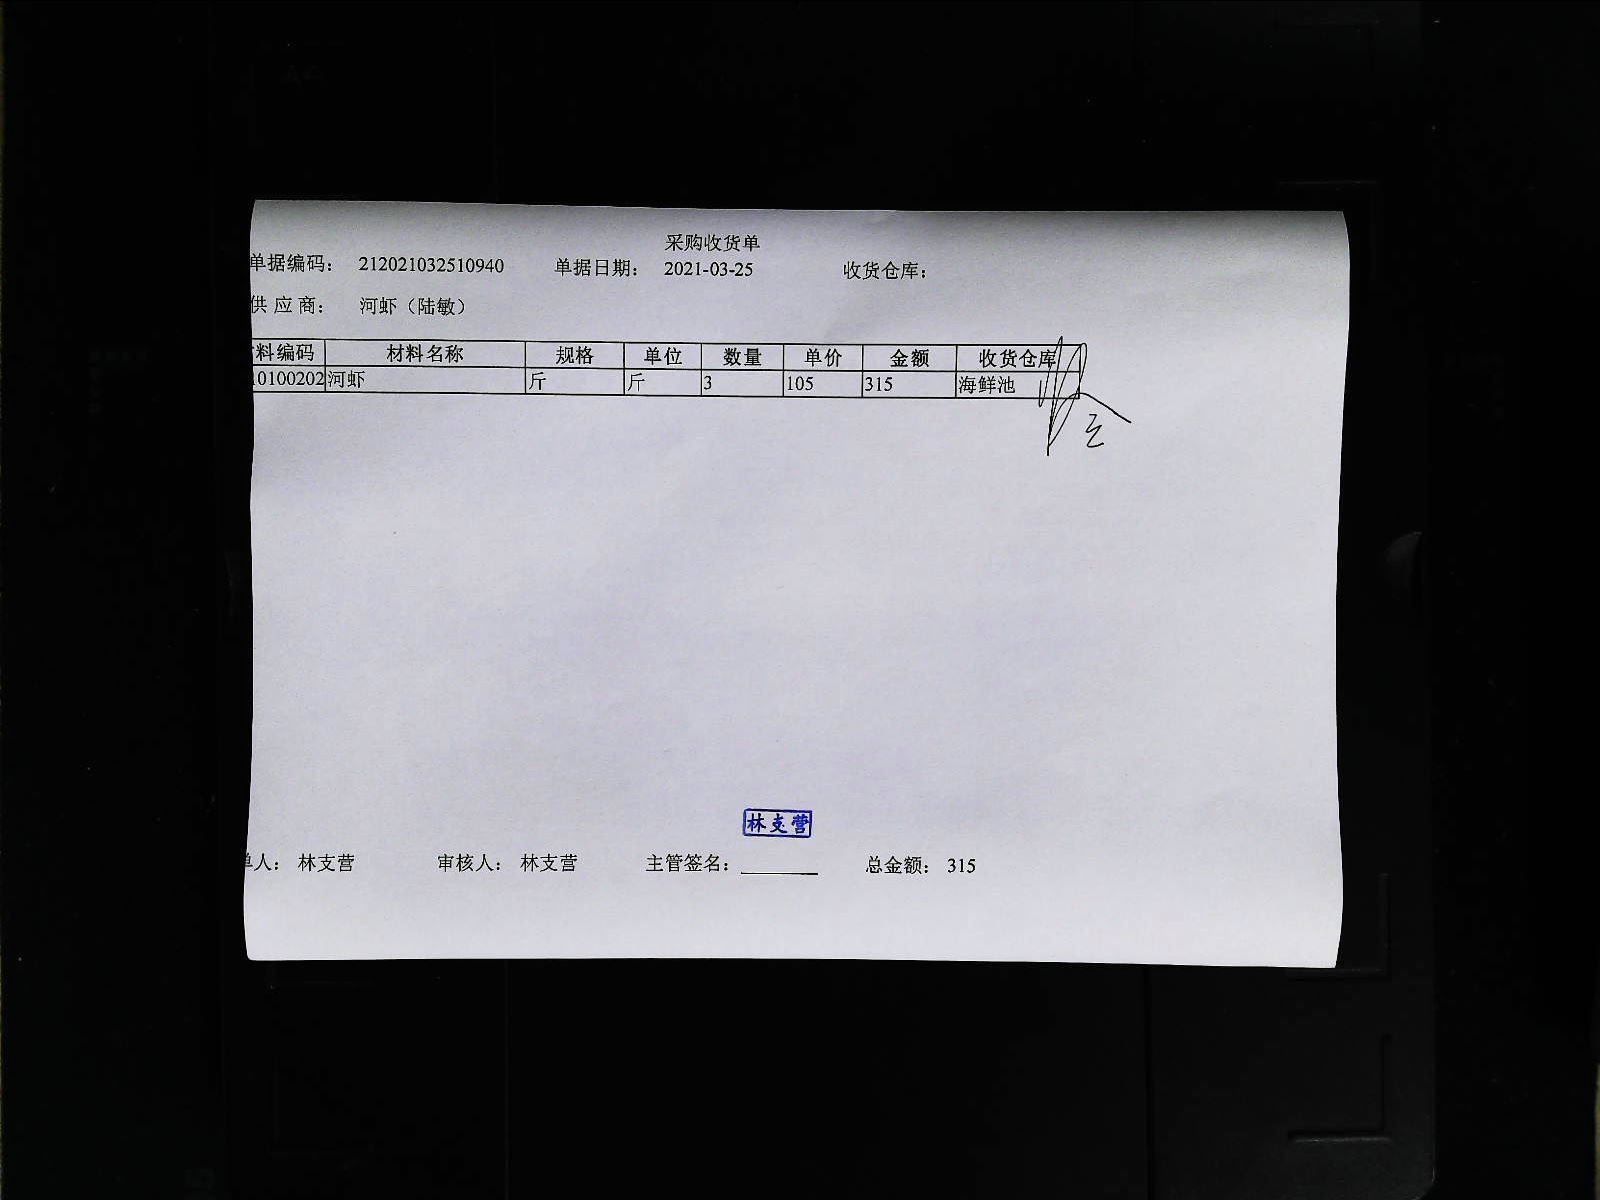 采购收货单
单据编码： 212021032510940 单据日期： 2021-03-25 收货仓库：
供应商： 河虾（陆敏）
料编码 材料名称 规格 单位 数量 单价 金额 收货仓库
10100202 河虾 斤 斤 3 105 315 海鲜池
林支营
单人： 林支营 审核人： 林支营 主管签名： 总金额： 315